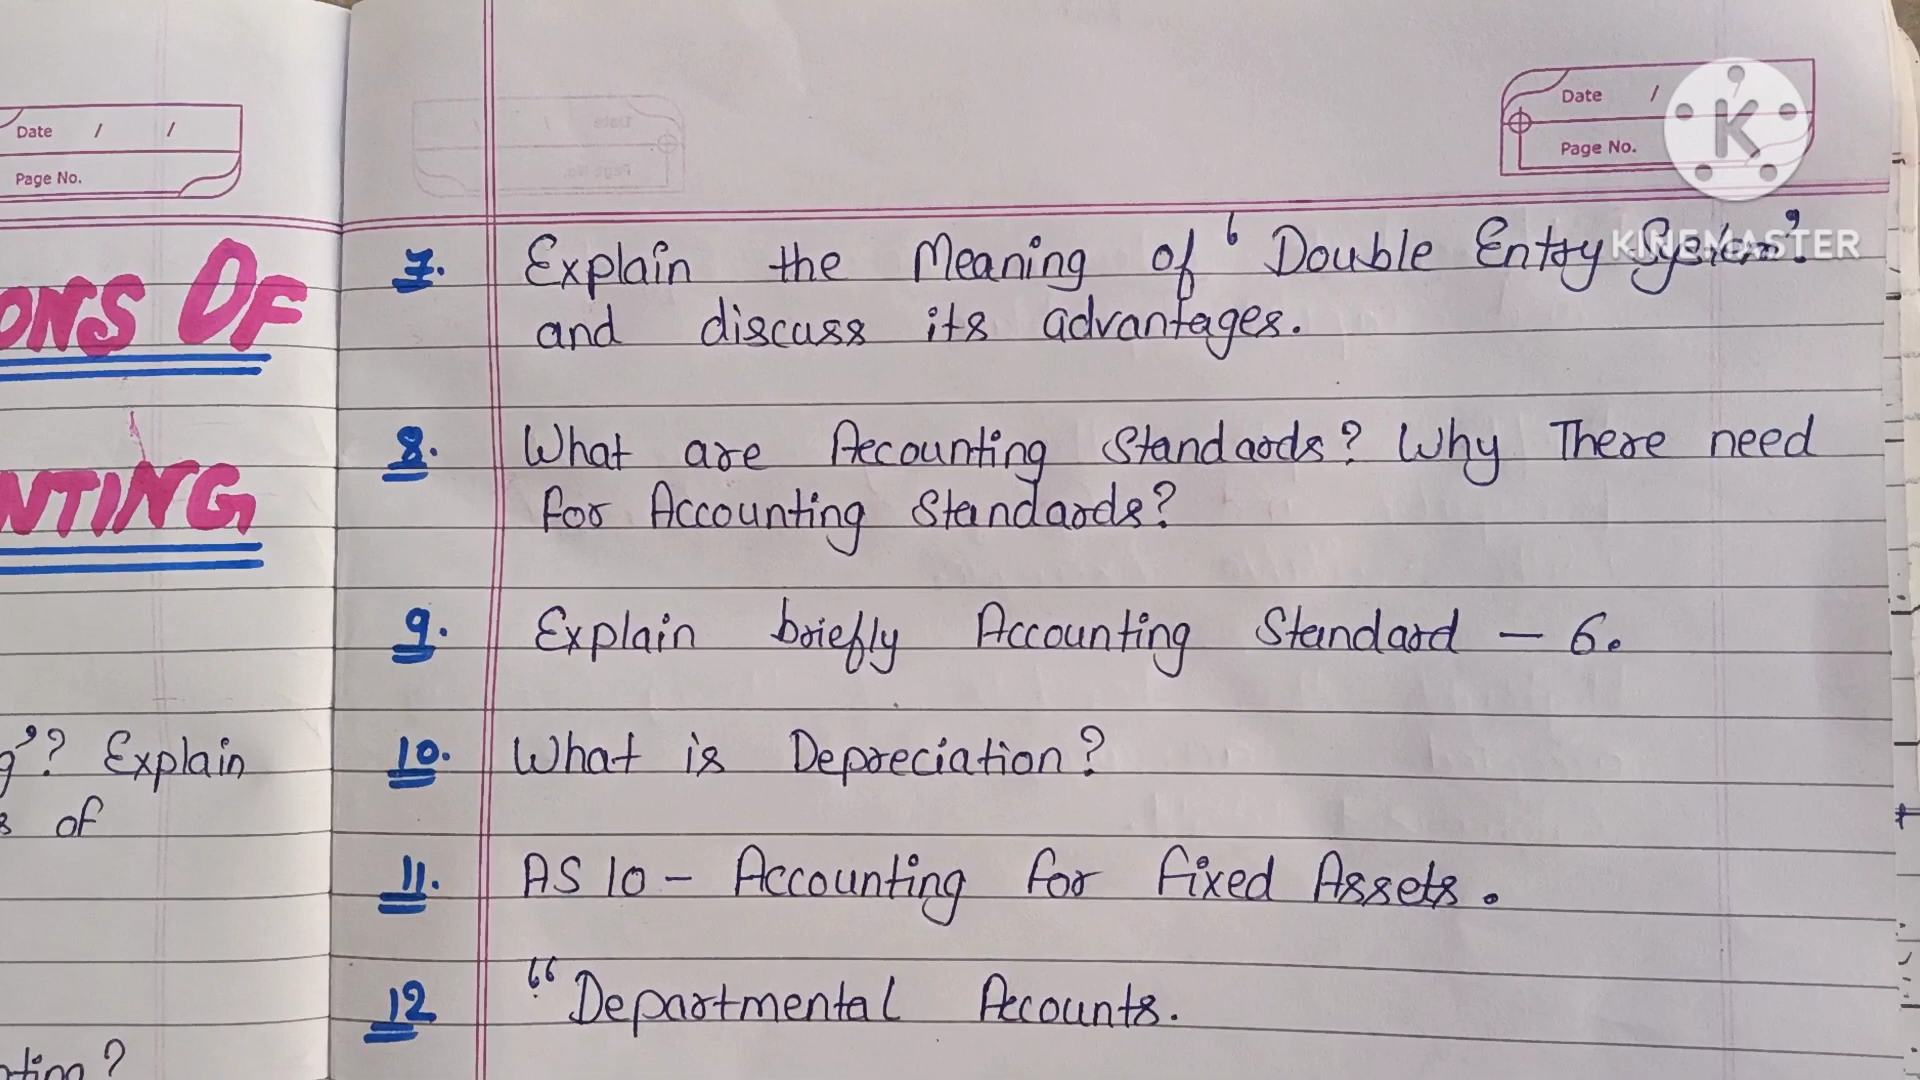 Date / /
Page No.
ONS OF
NTING
g'? Explain
s of
nting?
Date /
Page No.
K
KINEMASTER
7. Explain the Meaning of ‘Double Entry System’
and discuss its advantages.
8. What are Accounting Standards? Why There need
for Accounting Standards?
9. Explain briefly Accounting Standard – 6.
10. What is Depreciation?
11. AS 10 – Accounting for Fixed Assets.
12 “Departmental Accounts.